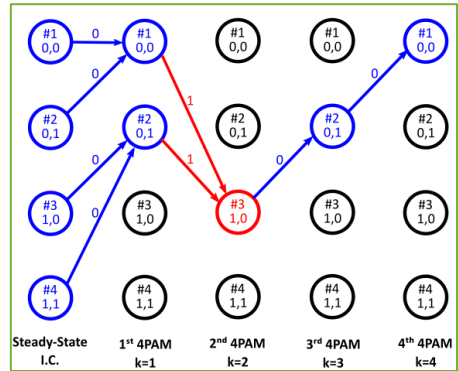 #1 #1 #1 #1 #1
0,0 0,0 0,0 0,0 0,0
0
0
0
1
#2 #2 #2 #2 #2
0,1 0,1 0,1 0,1 0,1
0
1
0
#3 #3 #3 #3 #3
1,0 1,0 1,0 1,0 1,0
0
#4 #4 #4 #4 #4
1,1 1,1 1,1 1,1 1,1
Steady-State 1st 4PAM 2nd 4PAM 3rd 4PAM 4th 4PAM
I.C. k=1 k=2 k=3 k=4